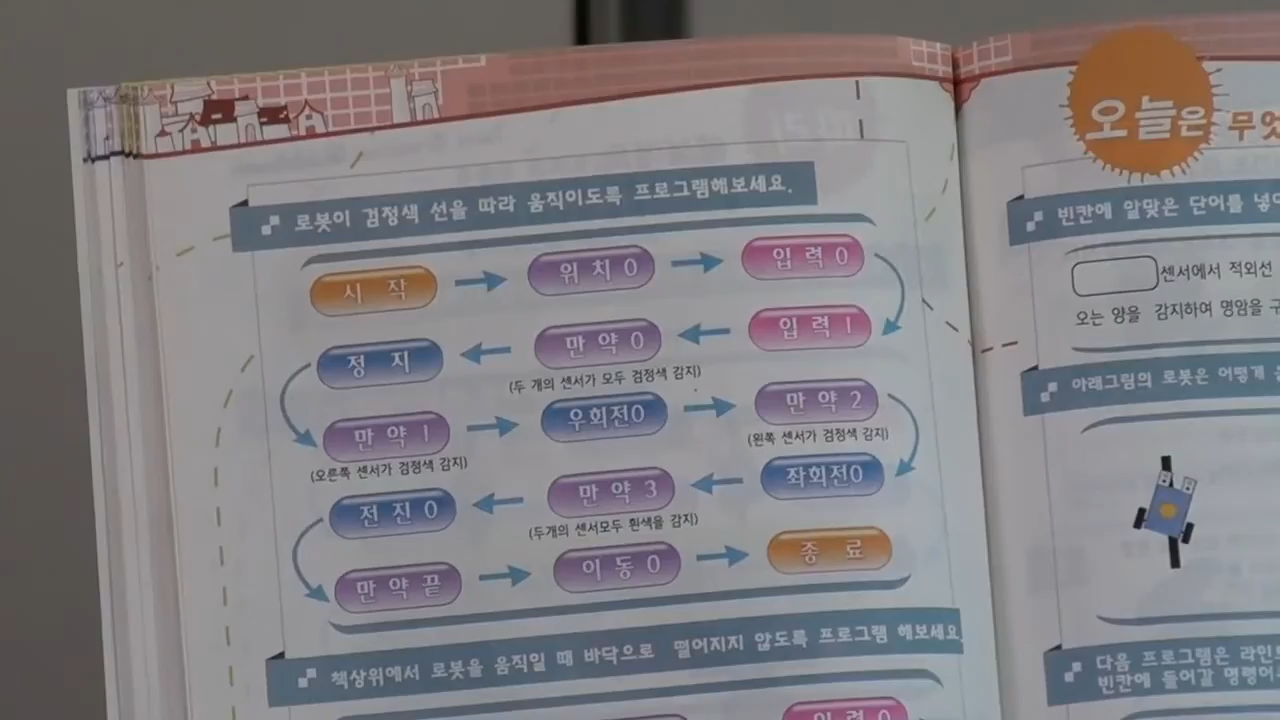 로봇이 검정색 선을 따라 움직이도록 프로그램해보세요.
시 작
위 치 0
입 력 0
정 지
만 약 0
입 력 1
(두 개의 센서가 모두 검정색 감지)
만 약 1
우회전0
만 약 2
(오른쪽 센서가 검정색 감지)
(왼쪽 센서가 검정색 감지)
전 진 0
만 약 3
좌회전0
(두개의 센서모두 흰색을 감지)
만 약 끝
이 동 0
종 료
책상위에서 로봇을 움직일 때 바닥으로 떨어지지 않도록 프로그램 해보세요.
입 력 0
오늘은
빈칸에 알맞은 단어를
센서에서 적외선
오는 양을 감지하여 명암을
아래그림의 로봇은 어떻게
다음 프로그램은
빈칸에 들어갈